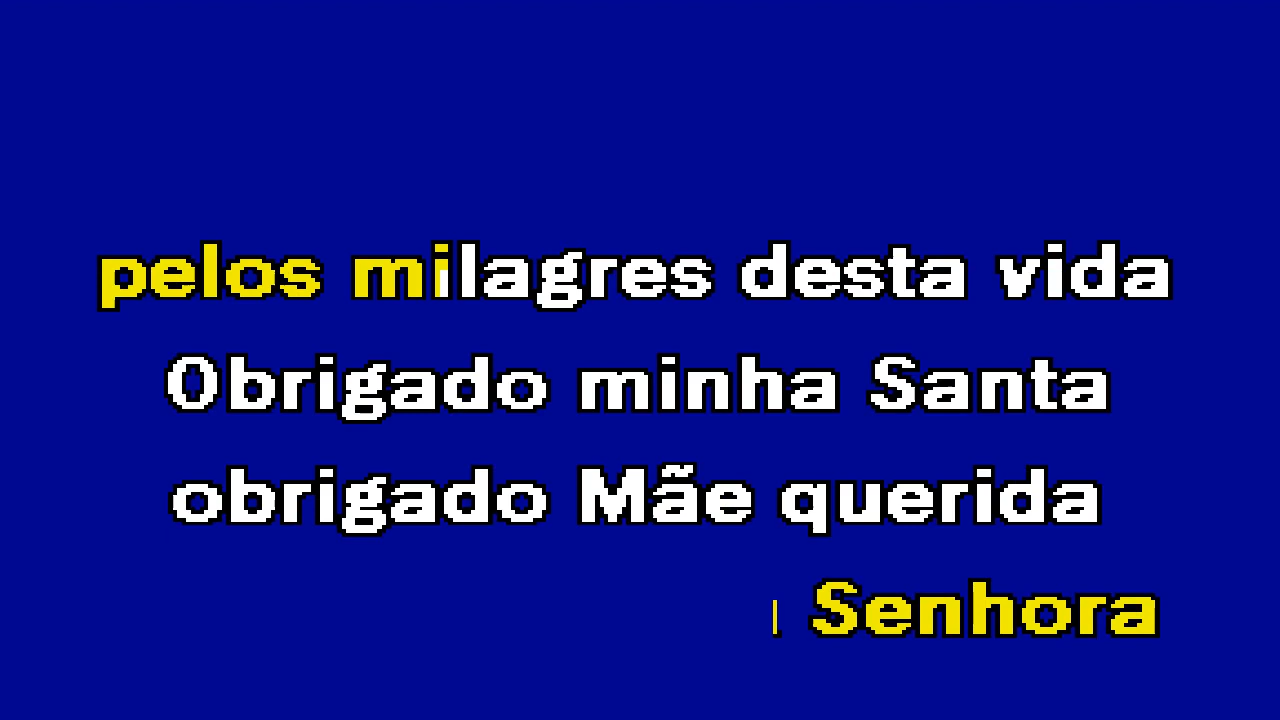 pelos milagres desta vida
Obrigado minha Santa
obrigado Mãe querida
Senhora